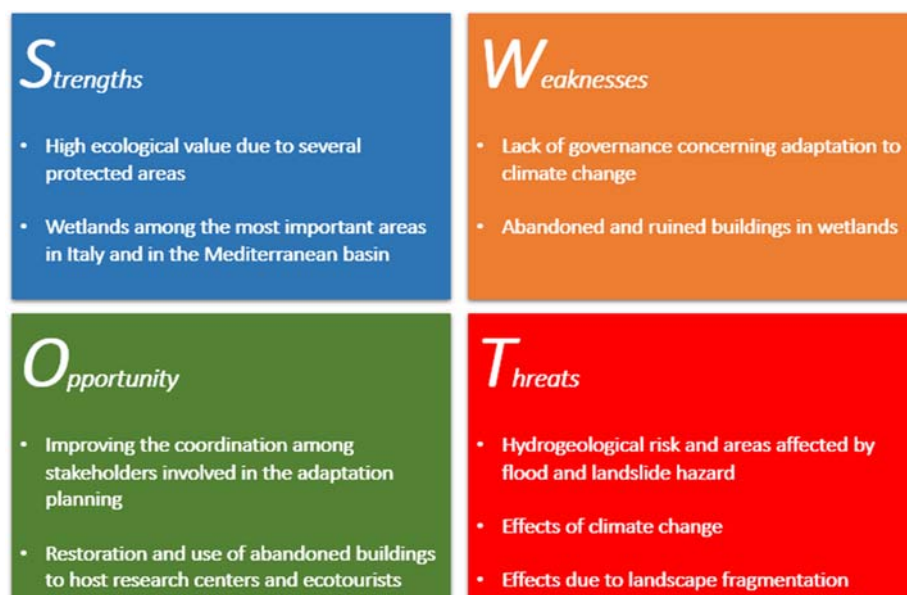 Strengths
• High ecological value due to several
protected areas
• Wetlands among the most important areas
in Italy and in the Mediterranean basin
Weaknesses
• Lack of governance concerning adaptation to
climate change
• Abandoned and ruined buildings in wetlands
Opportunity
• Improving the coordination among
stakeholders involved in the adaptation
planning
• Restoration and use of abandoned buildings
to host research centers and ecotourists
Threats
• Hydrogeological risk and areas affected by
flood and landslide hazard
• Effects of climate change
• Effects due to landscape fragmentation